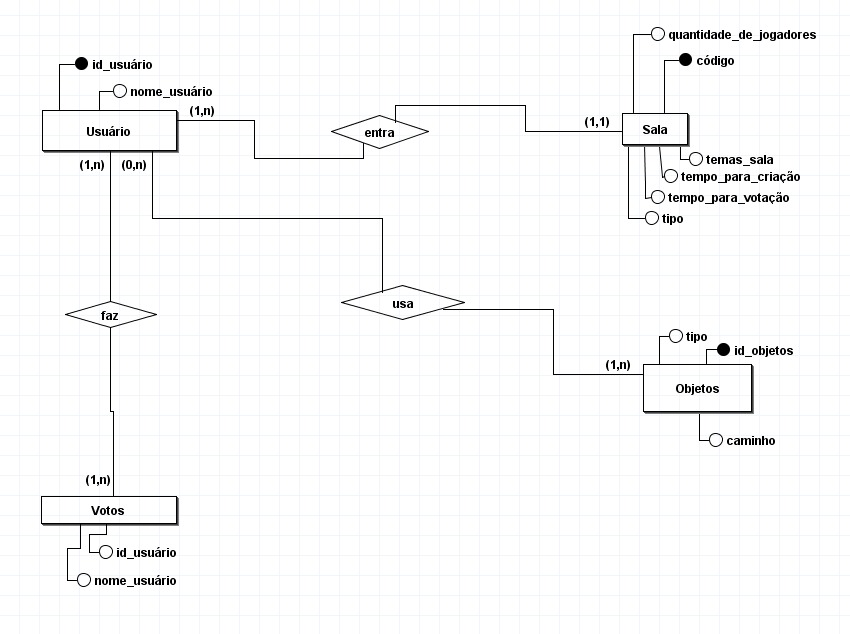 quantidade_de_jogadores
código
id_usuário
nome_usuário
(1,n)
Usuário
entra
(1,1)
Sala
(1,n)
(0,n)
temas_sala
tempo_para_criação
tempo_para_votação
tipo
usa
faz
tipo
id_objetos
(1,n)
Objetos
caminho
(1,n)
Votos
id_usuário
nome_usuário